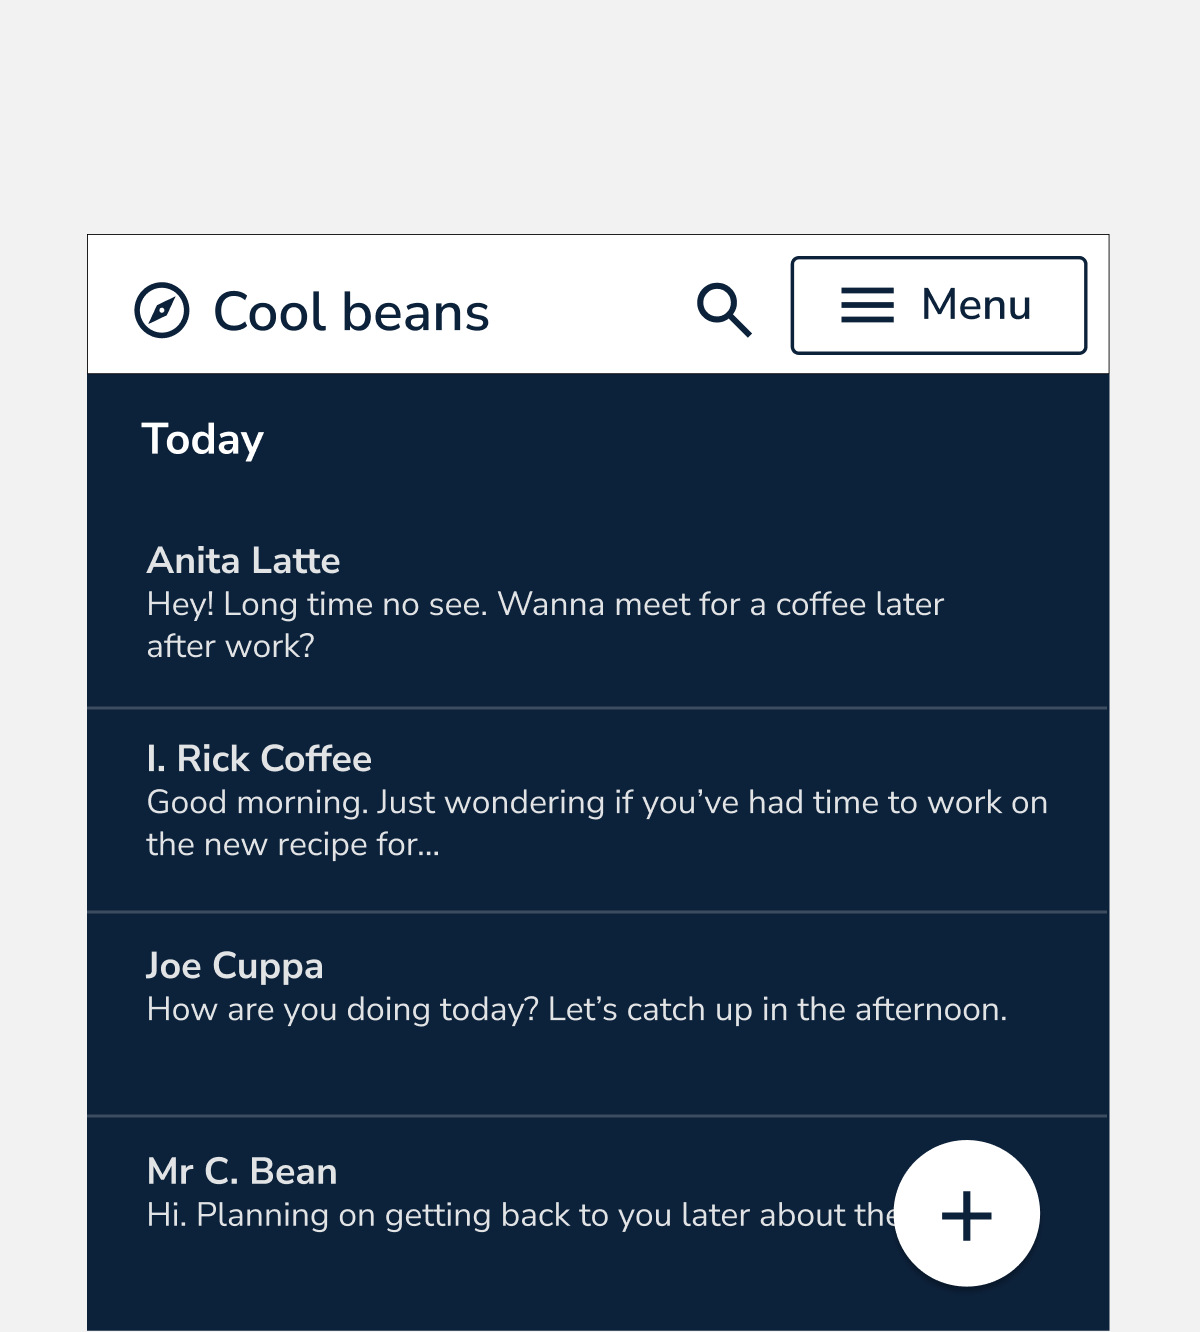 Cool beans
Menu
Today
Anita Latte
Hey! Long time no see. Wanna meet for a coffee later
after work?
I. Rick Coffee
Good morning. Just wondering if you’ve had time to work on
the new recipe for...
Joe Cuppa
How are you doing today? Let’s catch up in the afternoon.
Mr C. Bean
Hi. Planning on getting back to you later about the